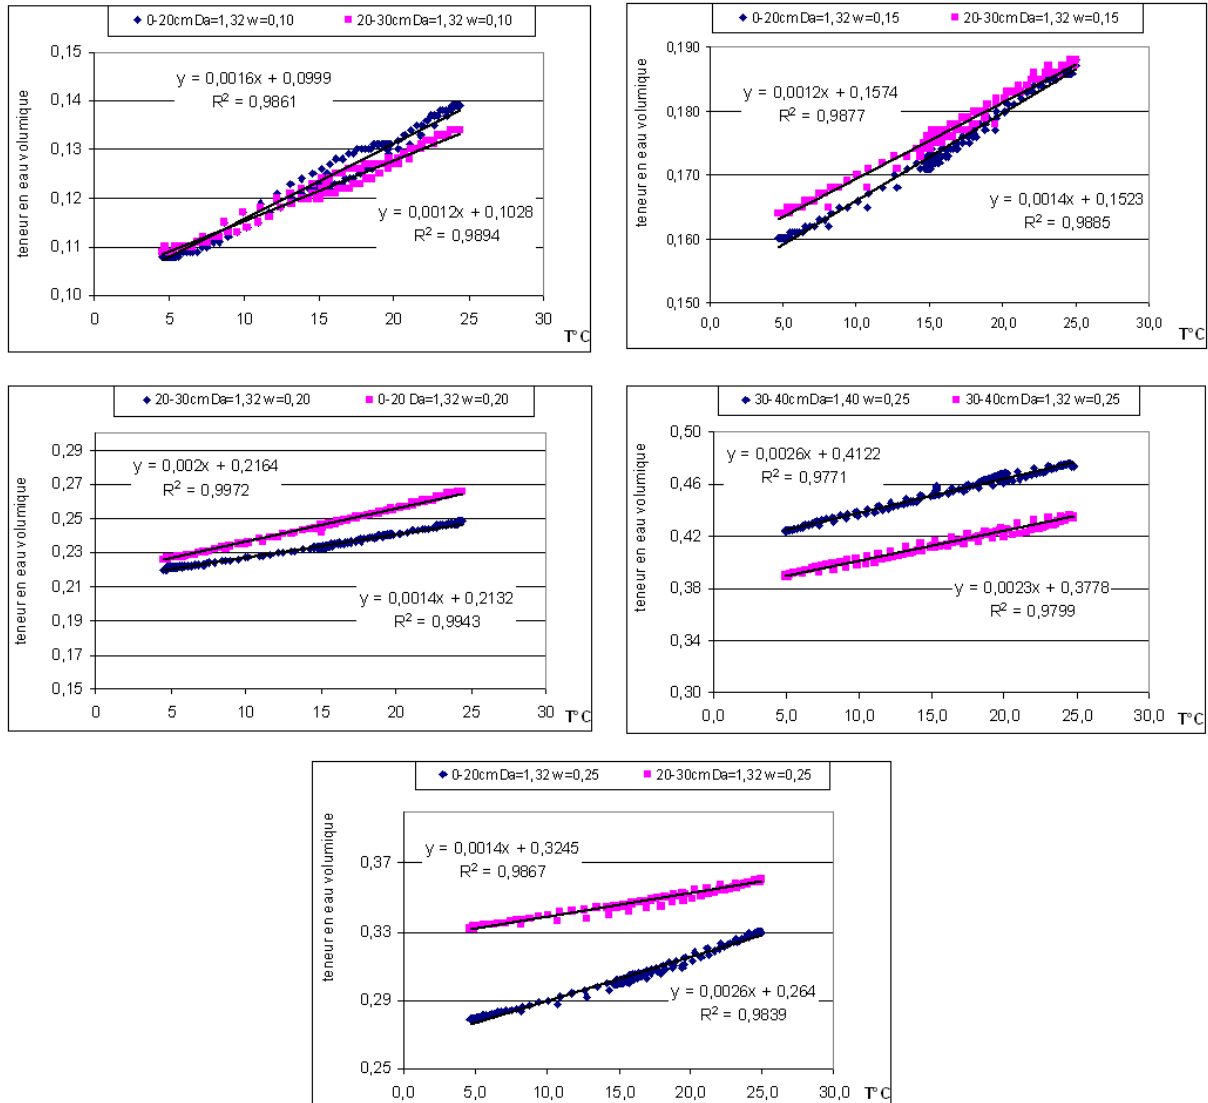 0-20cm Da=1,32 w=0,10 20-30cm Da=1,32 w=0,10
teneur en eau volumique
0,15
0,14
0,13
0,12
0,11
0,10
y = 0,0016x + 0,0999
R² = 0,9861
y = 0,0012x + 0,1028
R² = 0,9894
0 5 10 15 20 25 30
T°C
0-20cm Da=1,32 w=0,15 20-30cm Da=1,32 w=0,15
teneur en eau volumique
0,190
0,180
0,170
0,160
0,150
y = 0,0012x + 0,1574
R² = 0,9877
y = 0,0014x + 0,1523
R² = 0,9885
0,0 5,0 10,0 15,0 20,0 25,0 30,0
T°C
20-30cm Da=1,32 w=0,20 0-20 Da=1,32 w=0,20
teneur en eau volumique
0,29
0,27
0,25
0,23
0,21
0,19
0,17
0,15
y = 0,002x + 0,2164
R² = 0,9972
y = 0,0014x + 0,2132
R² = 0,9943
0 5 10 15 20 25 30
T°C
30-40cm Da=1,40 w=0,25 30-40cm Da=1,32 w=0,25
teneur en eau volumique
0,50
0,46
0,42
0,38
0,34
0,30
y = 0,0026x + 0,4122
R² = 0,9771
y = 0,0023x + 0,3778
R² = 0,9799
0,0 5,0 10,0 15,0 20,0 25,0 30,0
T°C
0-20cm Da=1,32 w=0,25 20-30cm Da=1,32 w=0,25
teneur en eau volumique
0,37
0,33
0,29
0,25
y = 0,0014x + 0,3245
R² = 0,9867
y = 0,0026x + 0,264
R² = 0,9839
0,0 5,0 10,0 15,0 20,0 25,0 30,0
T°C